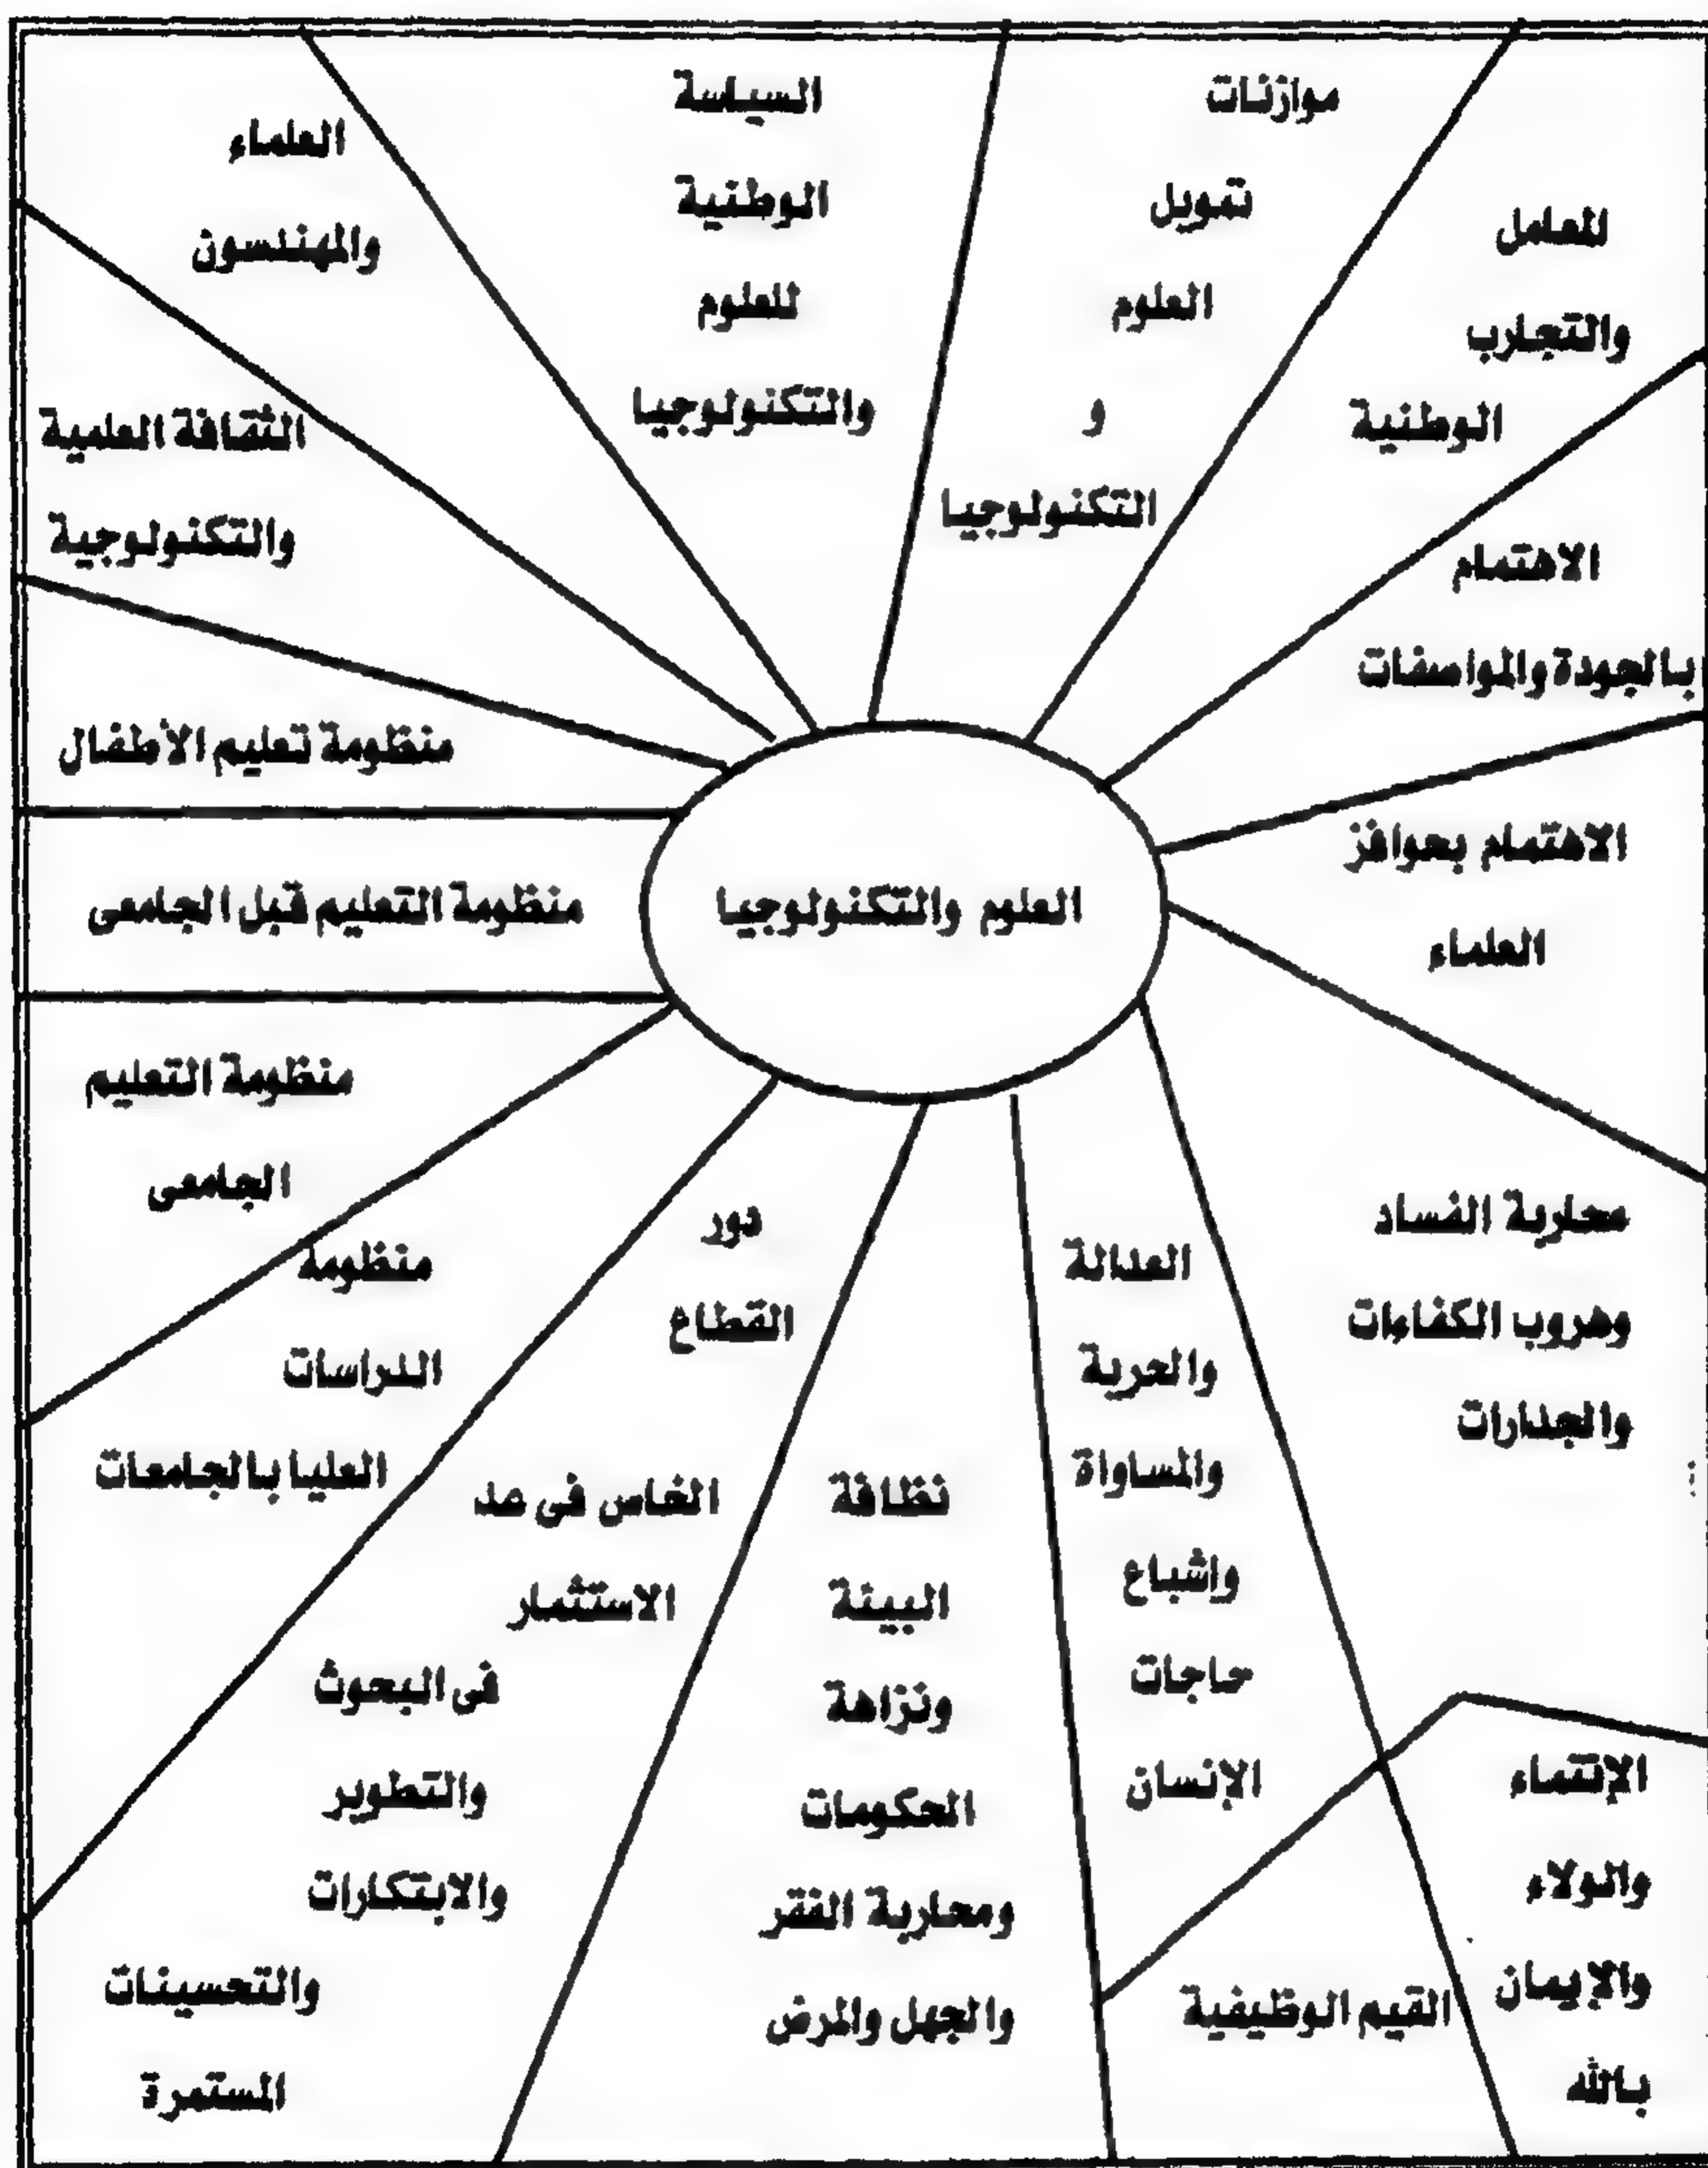 موازنات
تمويل
العلوم
و
التكنولوجيا
السياسة
الوطنية
للعلوم
والتكنولوجيا
العلماء
والمهندسون
الثقافة العلمية
والتكنولوجية
منظومة تعليم الأطفال
منظومة التعليم قبل الجامعى
منظومة التعليم
الجامعى
منظومة
الدراسات
العليا بالجامعات
دور
القطاع
الخاص فى
الاستثمار
فى البحوث
والتطوير
والابتكارات
والتحسينات
المستمرة
نظافة
البيئة
ونزاهة
الحكومات
ومحاربة الفقر
والجهل والمرض
العدالة
والحرية
والمساواة
واشباع
حاجات
الإنسان
القيم الوظيفية
الإنتماء
والولاء
والإيمان
بالله
محاربة الفساد
وهروب الكفاءات
والجدارات
الاهتمام بحوافز
العلماء
الاهتمام
بالجودة والمواصفات
المعامل
والتجارب
الوطنية
العلوم والتكنولوجيا